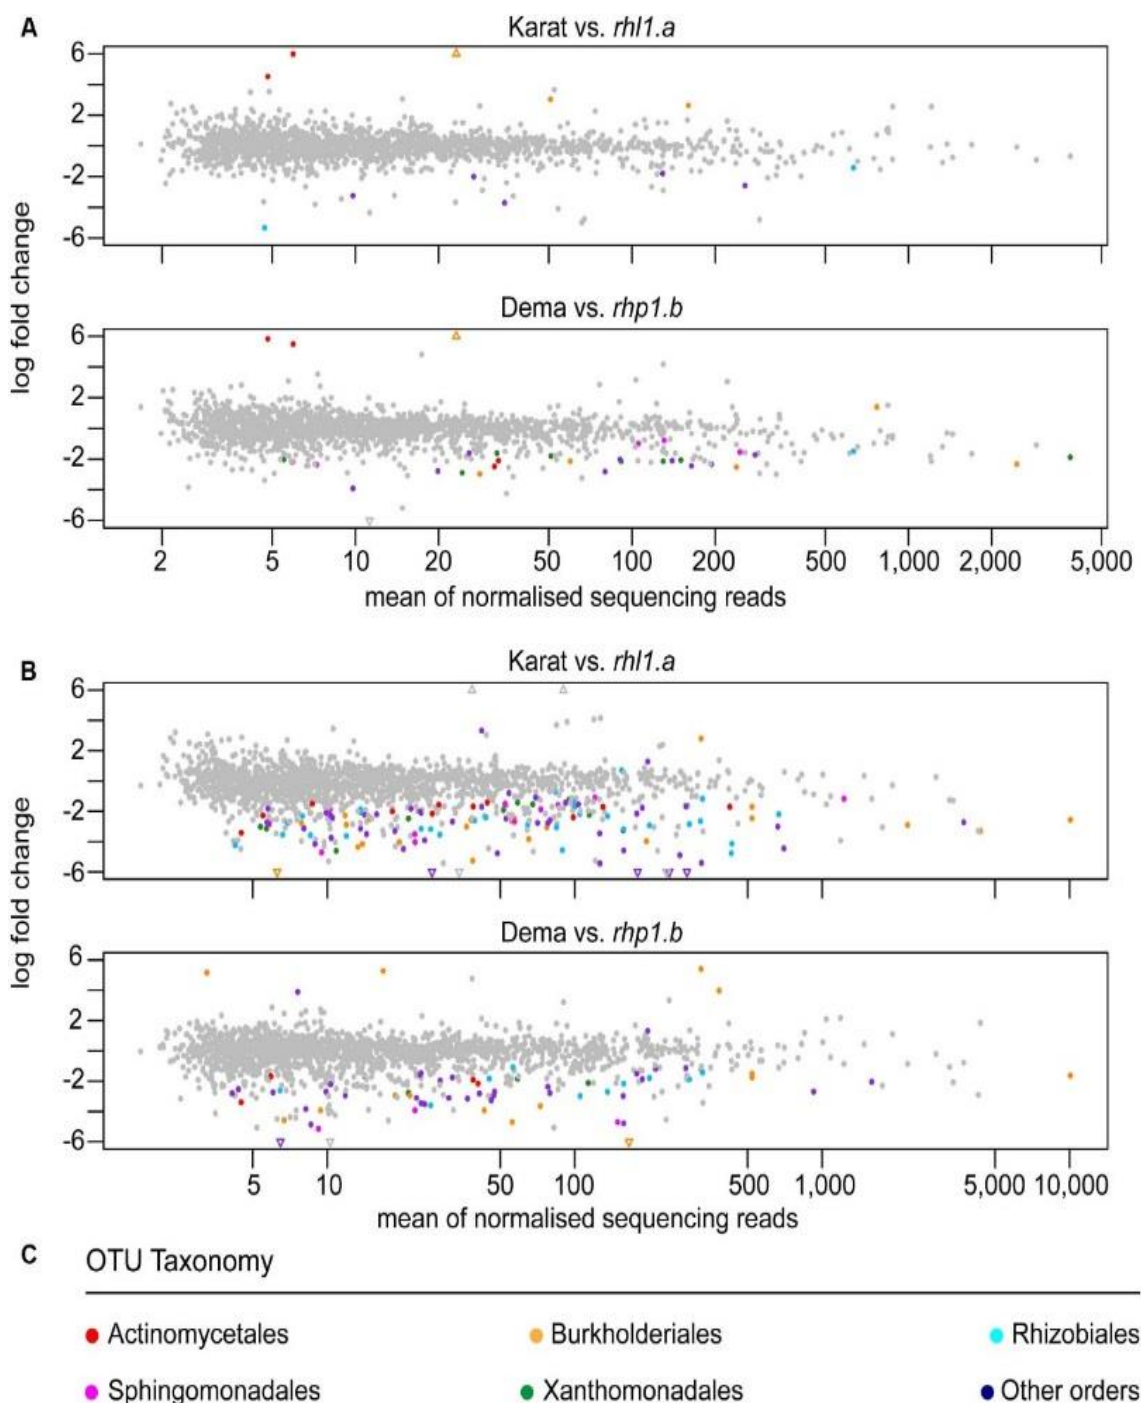 A
Karat vs. rhl1.a
6
2
-2
-6
Dema vs. rhp1.b
6
2
-2
-6
log fold change
2 5 10 20 50 100 200 500 1,000 2,000 5,000
mean of normalised sequencing reads
B
Karat vs. rhl1.a
6
2
-2
-6
Dema vs. rhp1.b
6
2
-2
-6
log fold change
5 10 50 100 500 1,000 5,000 10,000
mean of normalised sequencing reads
C
OTU Taxonomy
Actinomycetales Burkholderiales Rhizobiales
Sphingomonadales Xanthomonadales Other orders